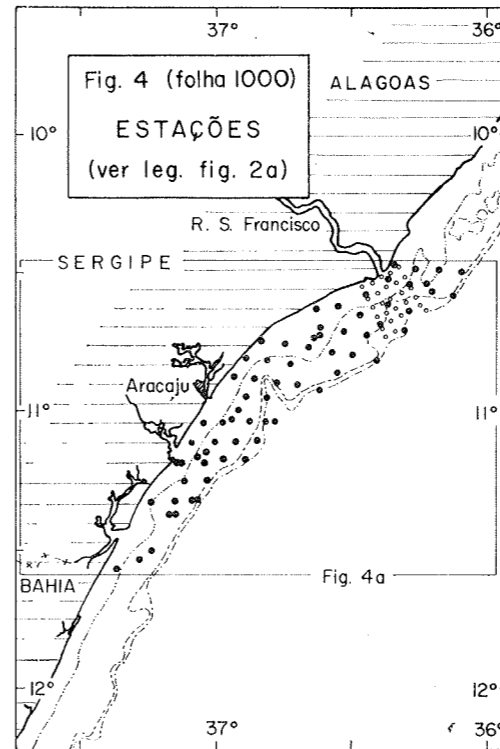 37°
36°
Fig. 4 (folha 1000)
ESTAÇÕES
(ver leg. fig. 2a)
ALAGOAS
10°
10°
R. S. Francisco
SERGIPE
Aracaju
11°
11°
Fig. 4a
BAHIA
12°
12°
37°
36°